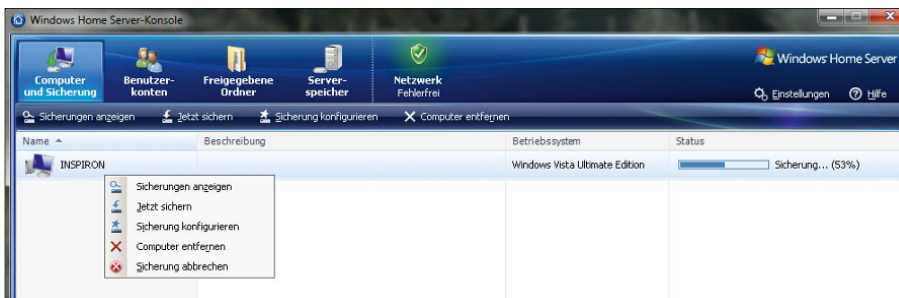 Windows Home Server-Konsole
Computer und Sicherung
Benutzer-konten
Freigegebene Ordner
Server-speicher
Netzwerk
Fehlerfrei
Windows Home Server
Einstellungen
Hilfe
Sicherungen anzeigen
Jetzt sichern
Sicherung konfigurieren
Computer entfernen
Name
Beschreibung
Betriebssystem
Status
INSPIRON
Windows Vista Ultimate Edition
Sicherung... (53%)
Sicherungen anzeigen
Jetzt sichern
Sicherung konfigurieren
Computer entfernen
Sicherung abbrechen